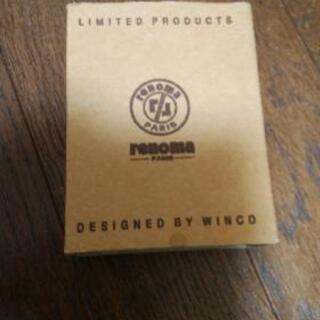 LIMITED PRODUCTS
renoma
PARIS
renoma
PARIS
DESIGNED BY WINCO